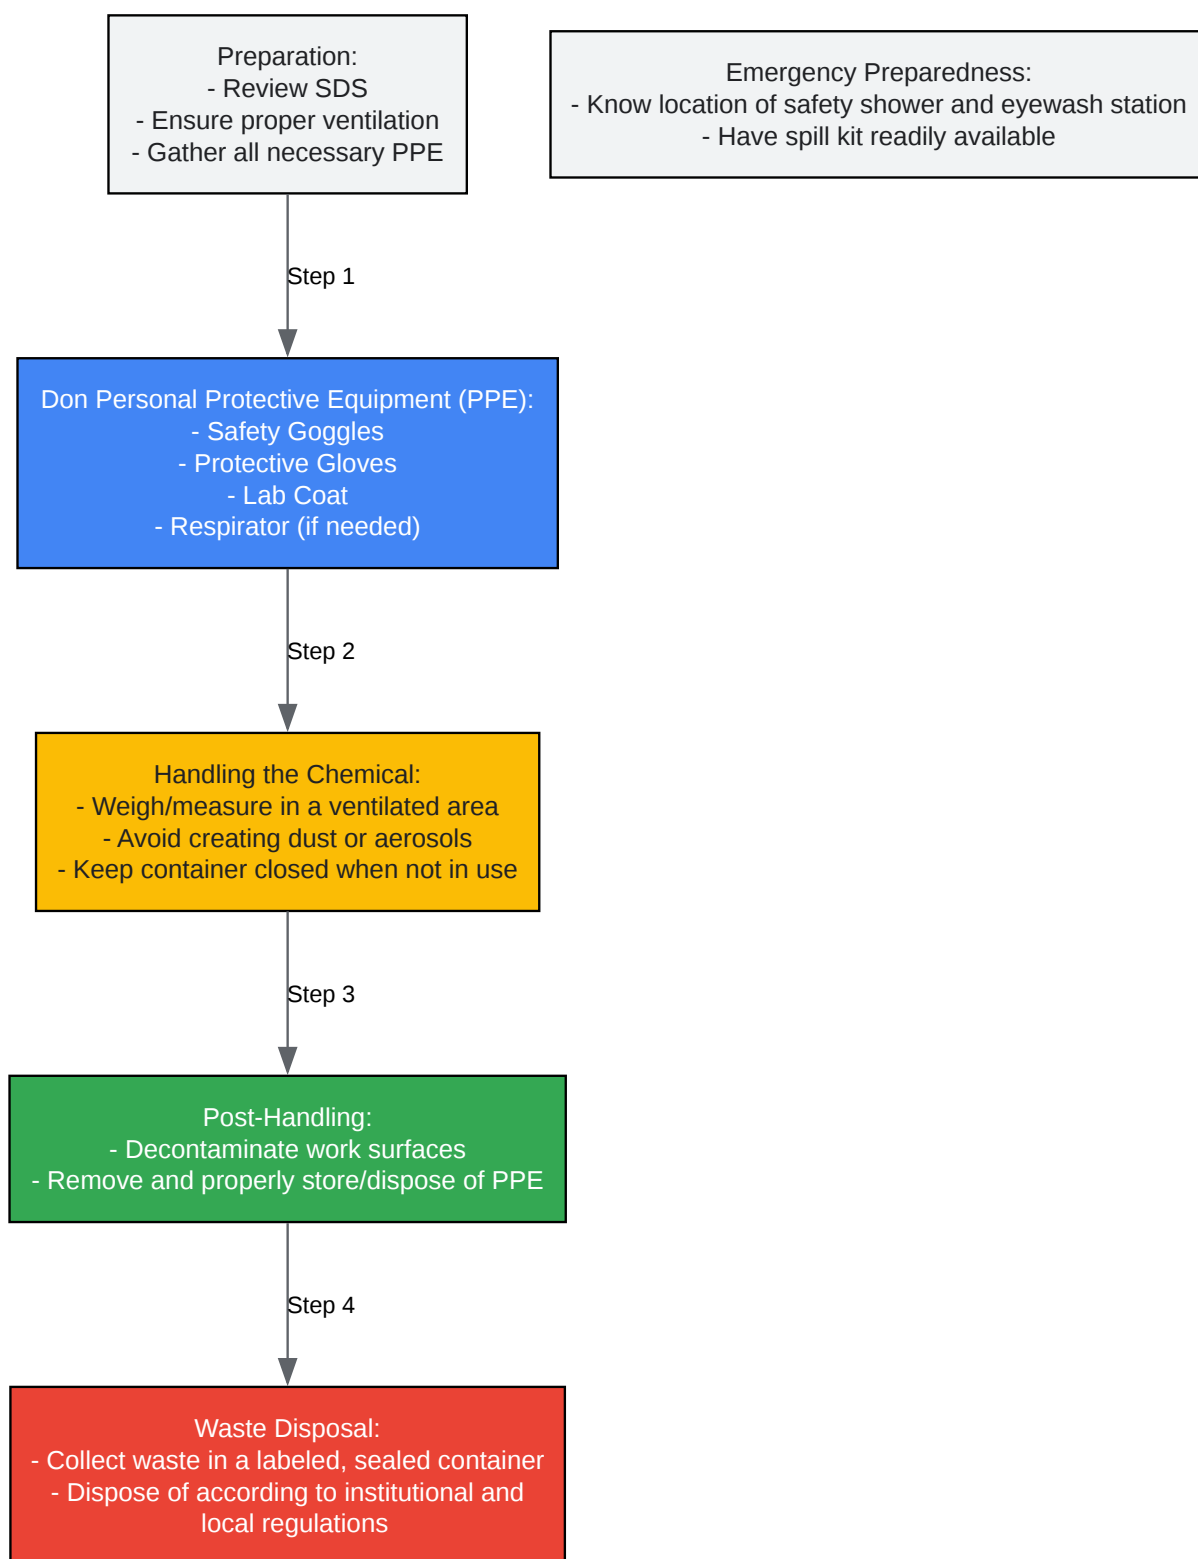 Preparation:
- Review SDS
- Ensure proper ventilation
- Gather all necessary PPE
Emergency Preparedness:
- Know location of safety shower and eyewash station
- Have spill kit readily available
Step 1
Don Personal Protective Equipment (PPE):
- Safety Goggles
- Protective Gloves
- Lab Coat
- Respirator (if needed)
Step 2
Handling the Chemical:
- Weigh/measure in a ventilated area
- Avoid creating dust or aerosols
- Keep container closed when not in use
Step 3
Post-Handling:
- Decontaminate work surfaces
- Remove and properly store/dispose of PPE
Step 4
Waste Disposal:
- Collect waste in a labeled, sealed container
- Dispose of according to institutional and
local regulations